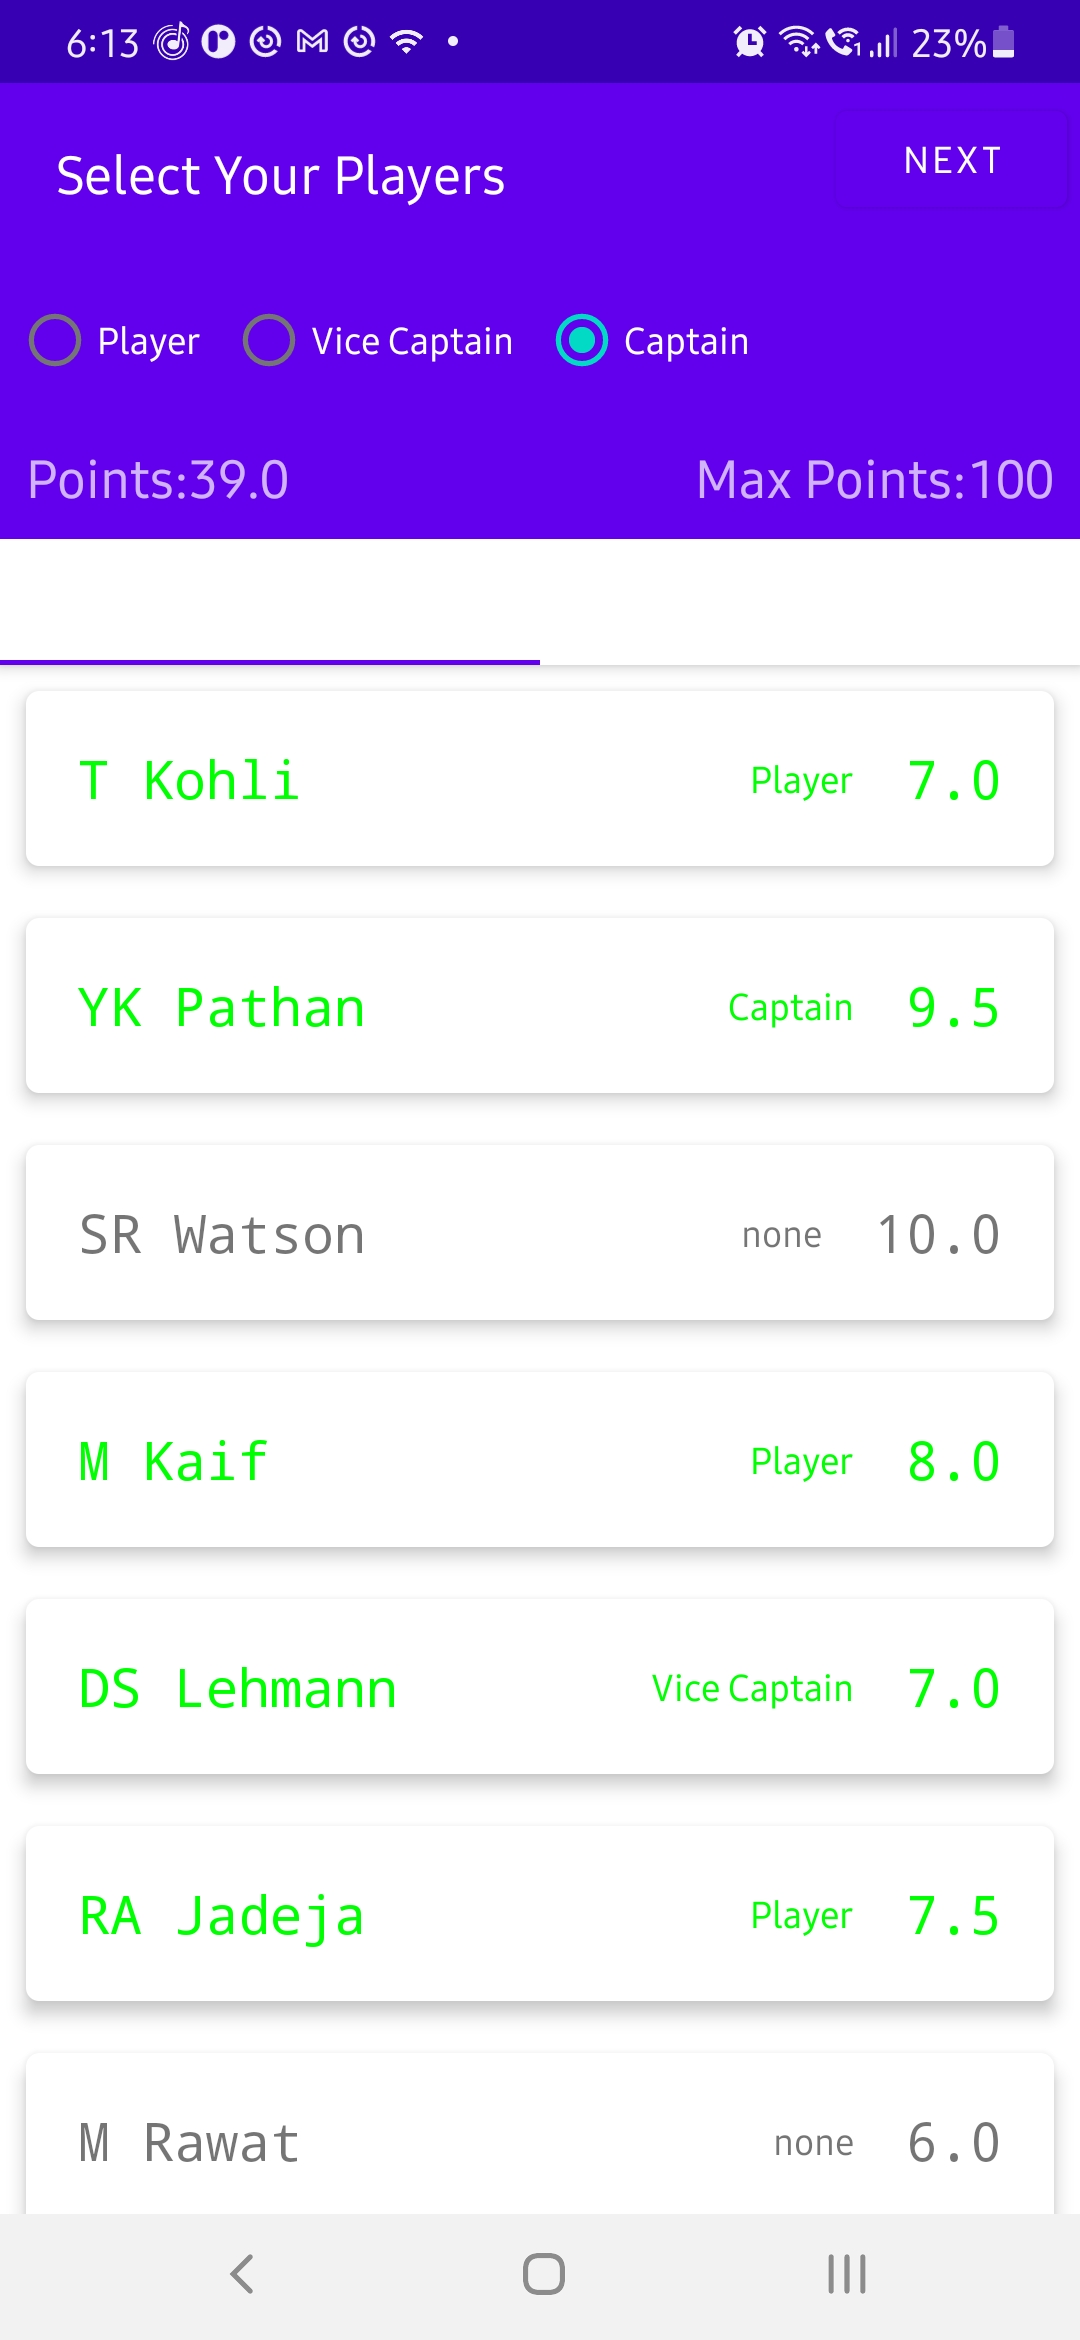 6:13 23%
Select Your Players NEXT
Player Vice Captain Captain
Points:39.0 Max Points:100
T Kohli Player 7.0
YK Pathan Captain 9.5
SR Watson none 10.0
M Kaif Player 8.0
DS Lehmann Vice Captain 7.0
RA Jadeja Player 7.5
M Rawat none 6.0